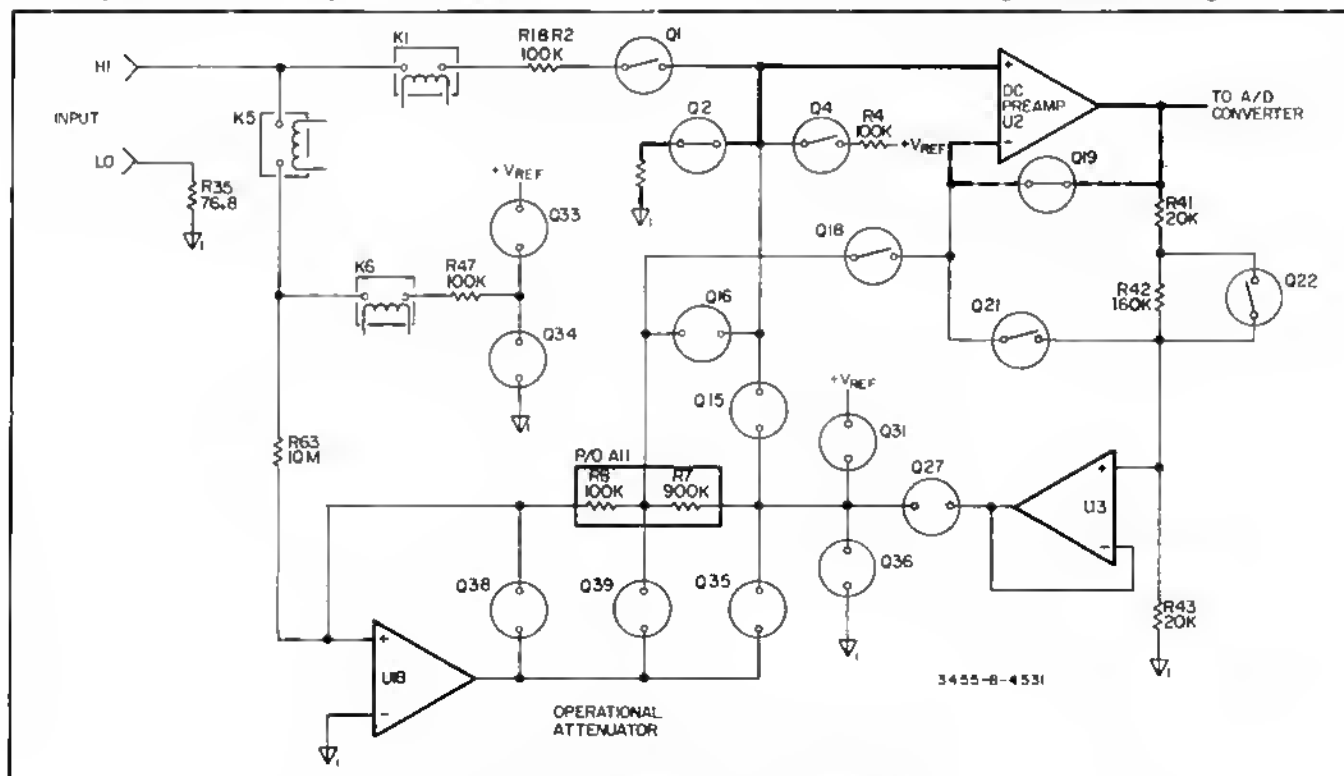 HI
K1
R18R2
100K
Q1
INPUT
K5
LO
R35
76.8
Q2
Q4
R4
100K
+VREF
+
DC
PREAMP
U2
-
TO A/D
CONVERTER
Q19
R41
20K
+VREF
Q33
Q18
K6
R47
100K
Q16
Q21
R42
160K
Q22
Q34
Q15
+VREF
R63
10M
Q31
P/O A11
R6
100K
R7
900K
Q27
+
U3
-
Q38
Q39
Q35
Q36
R43
20K
+
U18
-
3455-B-4531
OPERATIONAL
ATTENUATOR